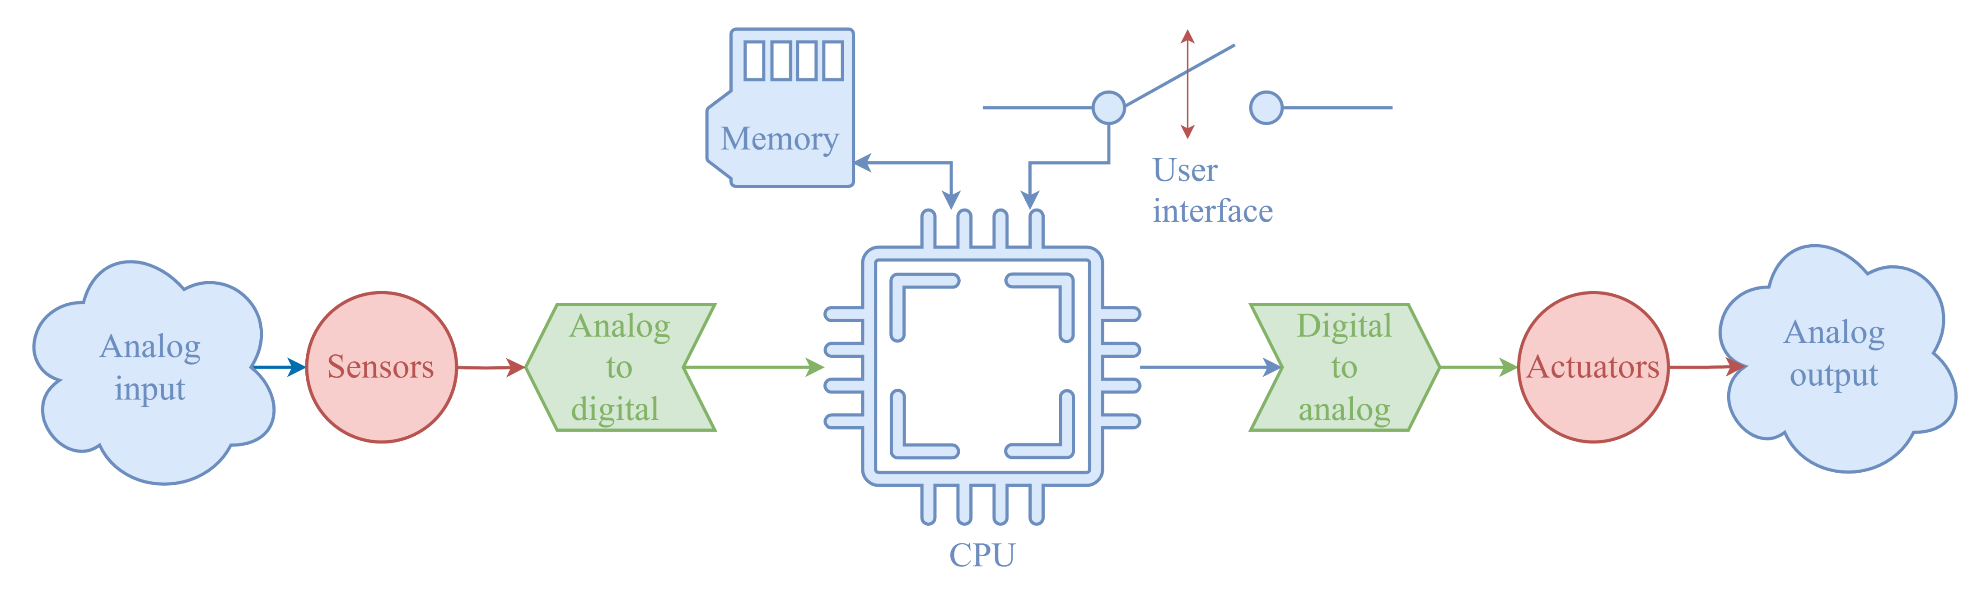 Memory
User
interface
Analog
input
Sensors
Analog
to
digital
Digital
to
analog
Actuators
Analog
output
CPU